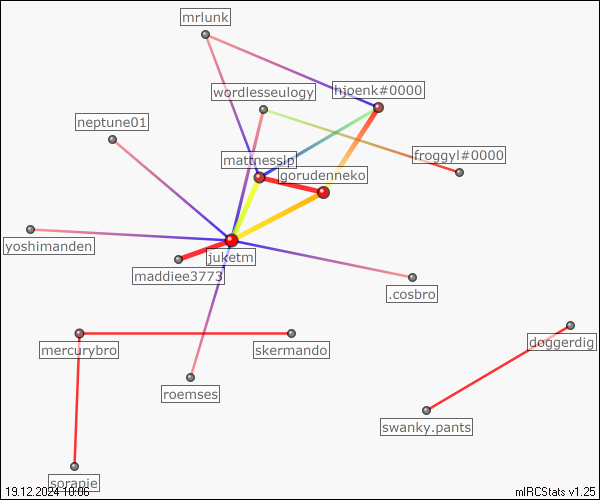 mrlunk
wordlesseulogy
hjoenk#0000
neptune01
froggyl#0000
mattnesslp
gorudenneko
yoshimanden
juketm
maddiee3773
.cosbro
doggerdig
mercurybro
skermando
roemses
swanky.pants
sorapie
19.12.2024 10:06
mIRCStats v1.25